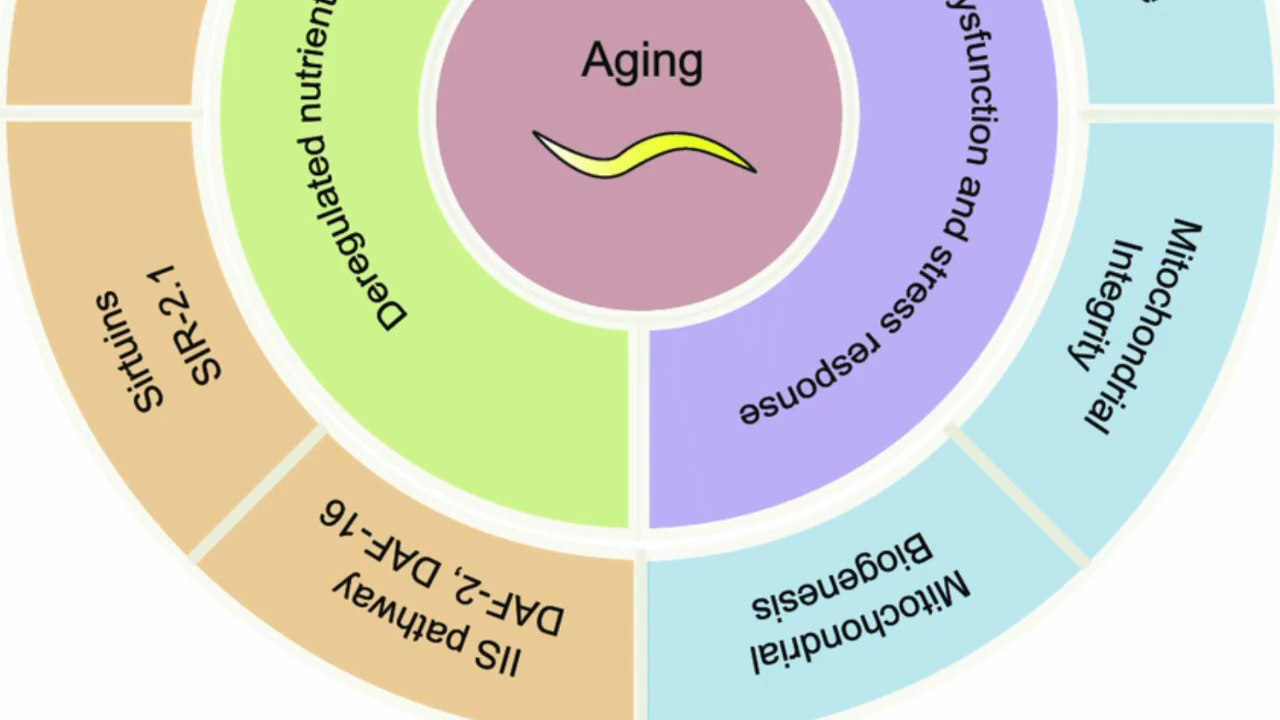 Aging
Deregulated nutrient
and stress response
Sirtuins
SIR-2.1
IIS pathway
DAF-2, DAF-16
Mitochondrial
Biogenesis
Mitochondrial
Integrity